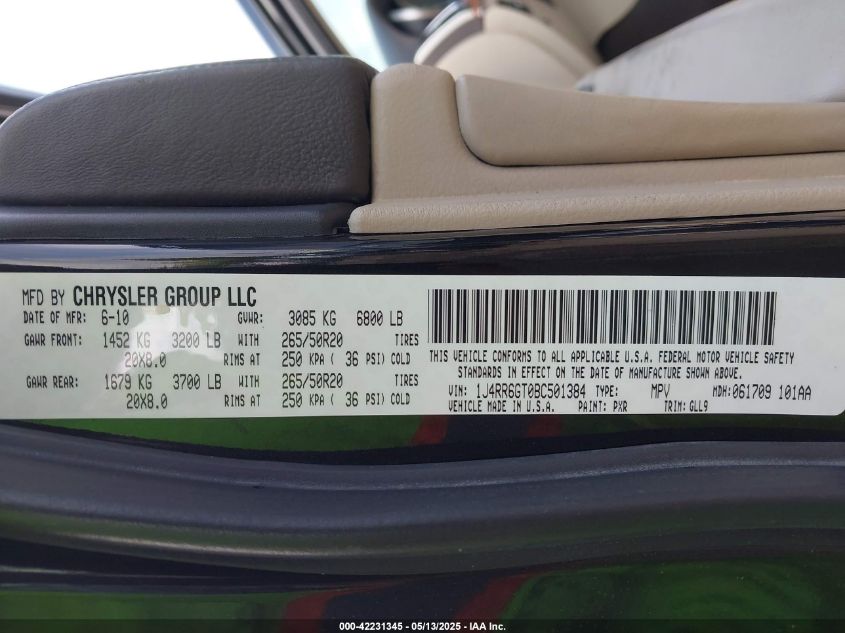 MFD BY CHRYSLER GROUP LLC
DATE OF MFR: 6-10 GVWR: 3085 KG 6800 LB
GAWR FRONT: 1452 KG 3200 LB WITH 265/50R20 TIRES
20X8.0 RIMS AT 250 KPA ( 36 PSI) COLD
GAWR REAR: 1679 KG 3700 LB WITH 265/50R20 TIRES
20X8.0 RIMS AT 250 KPA ( 36 PSI) COLD
THIS VEHICLE CONFORMS TO ALL APPLICABLE U.S.A. FEDERAL MOTOR VEHICLE SAFETY
STANDARDS IN EFFECT ON THE DATE OF MANUFACTURE SHOWN ABOVE.
VIN: 1J4RR6GT0BC501384 TYPE: MPV MDH: 061709 101AA
VEHICLE MADE IN U.S.A. PAINT: PXR TRIM: GLL9
000-42231345 — 05/13/2025 — IAA Inc.